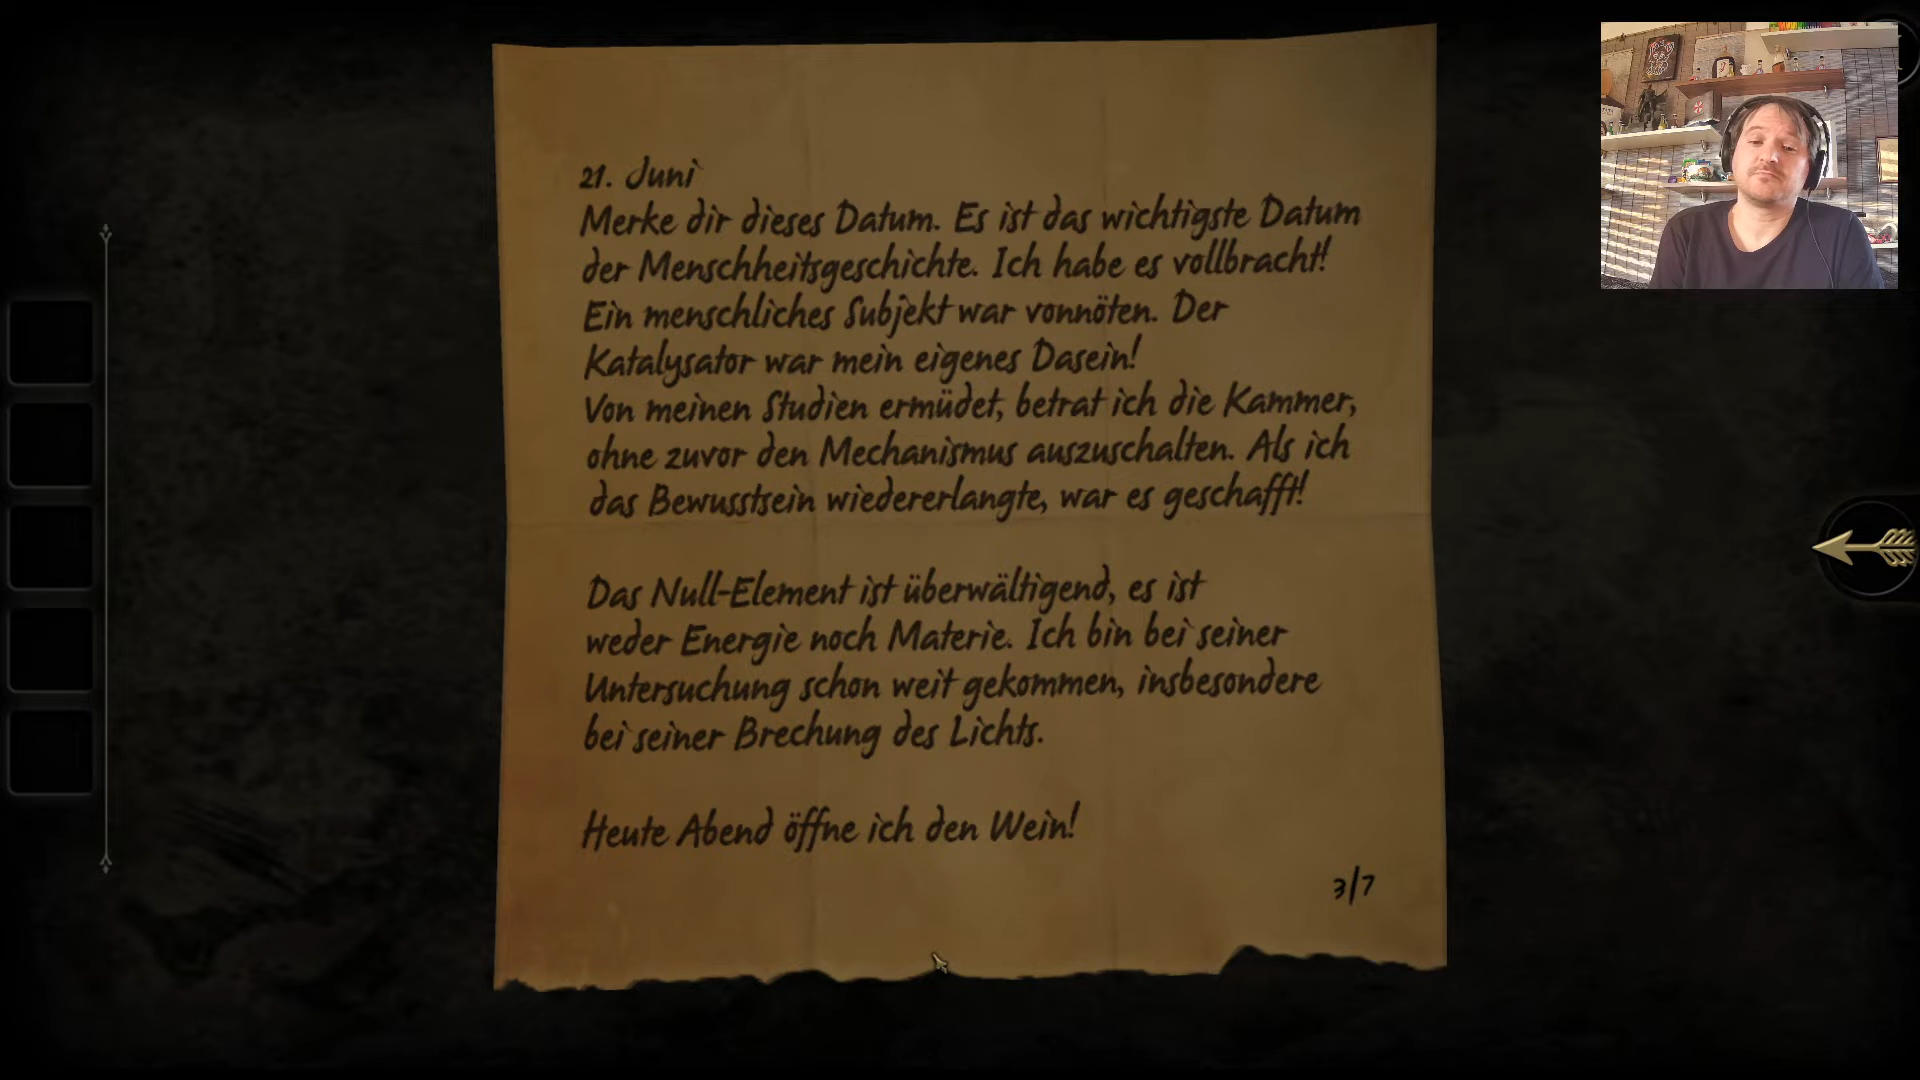 21. Juni
Merke dir dieses Datum. Es ist das wichtigste Datum
der Menschheitsgeschichte. Ich habe es vollbracht!
Ein menschliches Subjekt war vonnöten. Der
Katalysator war mein eigenes Dasein!
Von meinen Studien ermüdet, betrat ich die Kammer,
ohne zuvor den Mechanismus auszuschalten. Als ich
das Bewusstsein wiedererlangte, war es geschafft!
Das Null-Element ist überwältigend, es ist
weder Energie noch Materie. Ich bin bei seiner
Untersuchung schon weit gekommen, insbesondere
bei seiner Brechung des Lichts.
Heute Abend öffne ich den Wein!
3/7